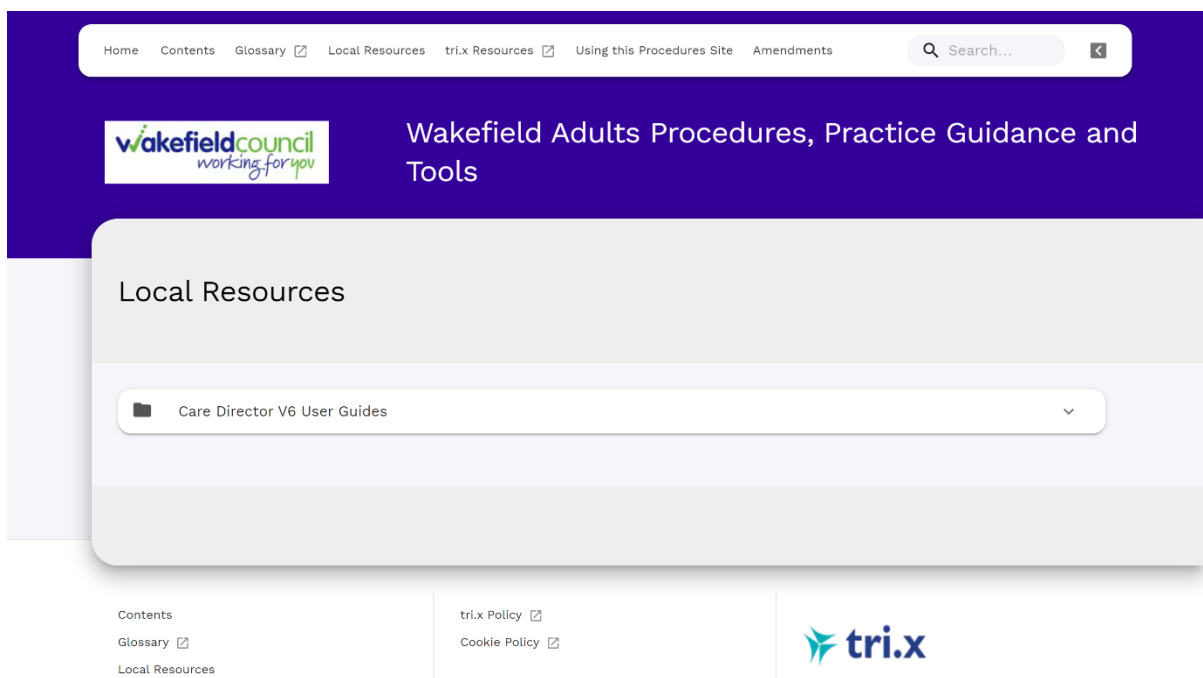 Home Contents Glossary Local Resources tri.x Resources Using this Procedures Site Amendments Search...
wakefieldcouncil
working for you
Wakefield Adults Procedures, Practice Guidance and
Tools
Local Resources
Care Director V6 User Guides
Contents
Glossary
Local Resources
tri.x Policy
Cookie Policy
tri.x